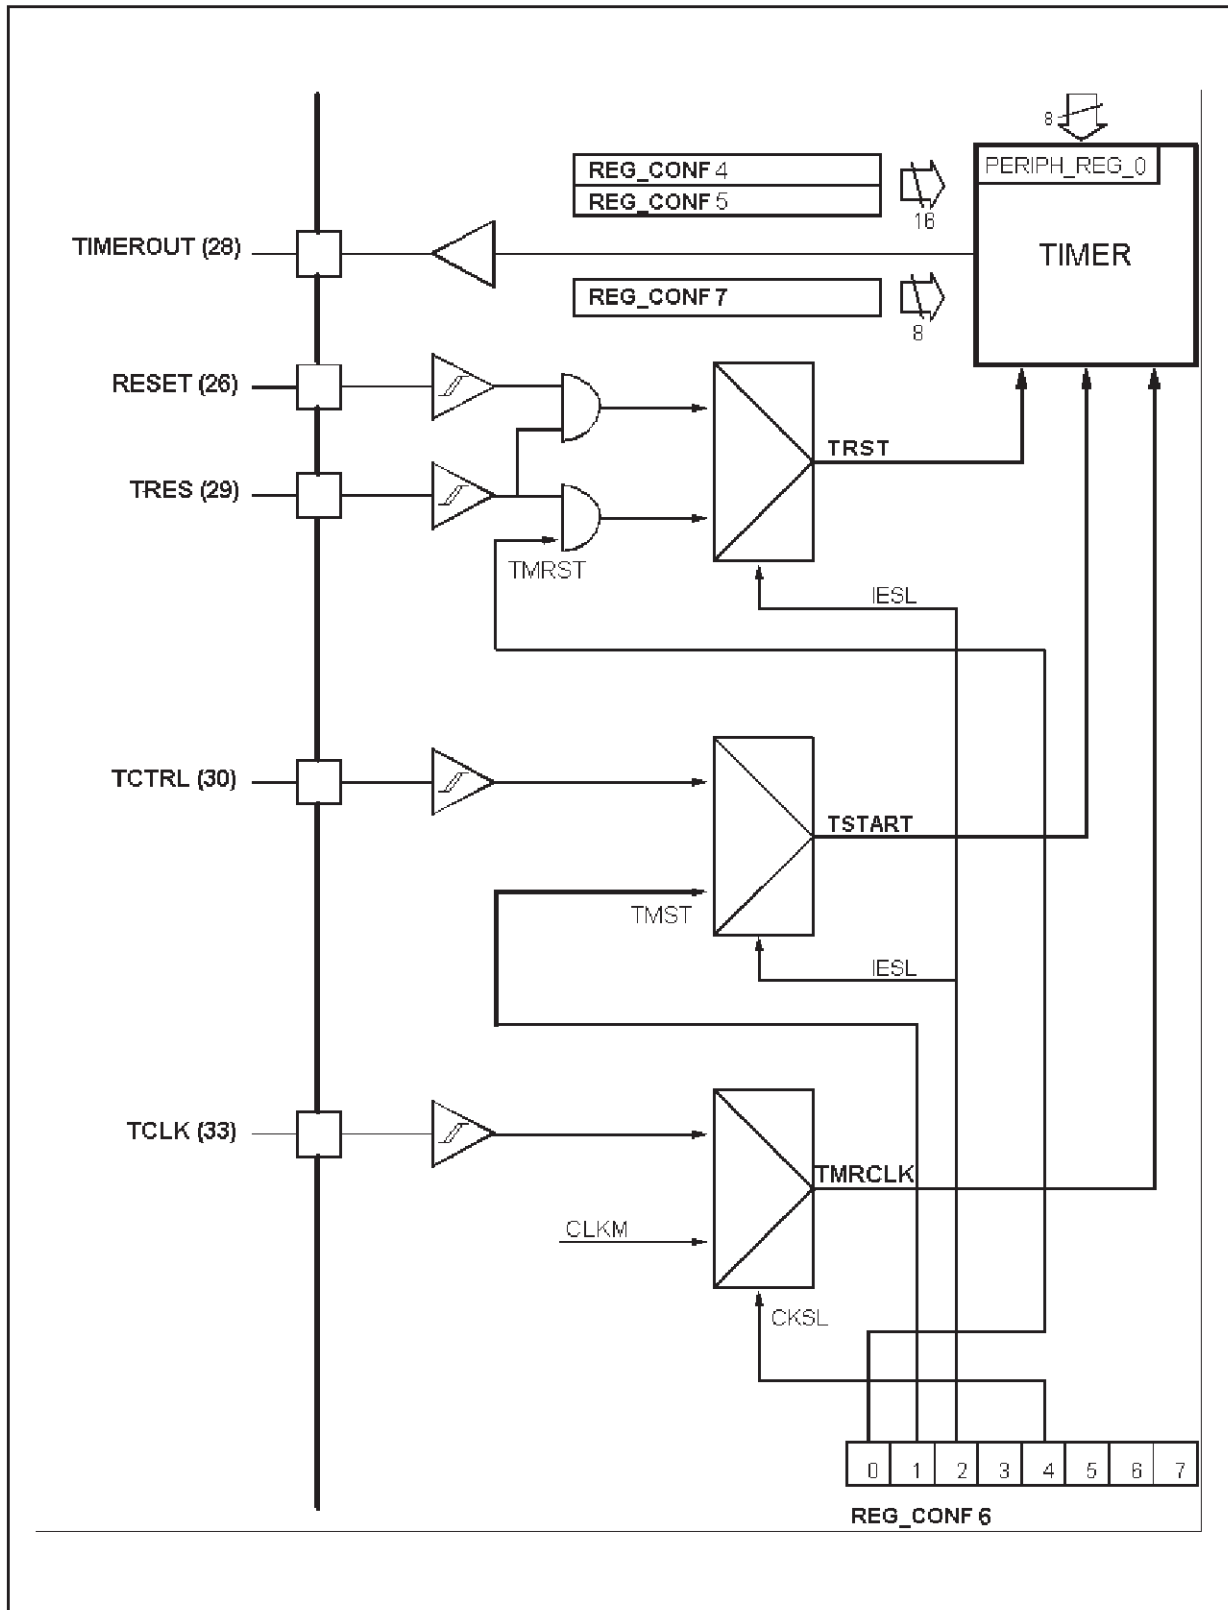 8
PERIPH_REG_0
REG_CONF 4
REG_CONF 5
16
TIMEROUT (28)
TIMER
REG_CONF 7
8
RESET (26)
TRST
TRES (29)
TMRST
IESL
TCTRL (30)
TSTART
TMST
IESL
TCLK (33)
TMRCLK
CLKM
CKSL
0 1 2 3 4 5 6 7
REG_CONF 6